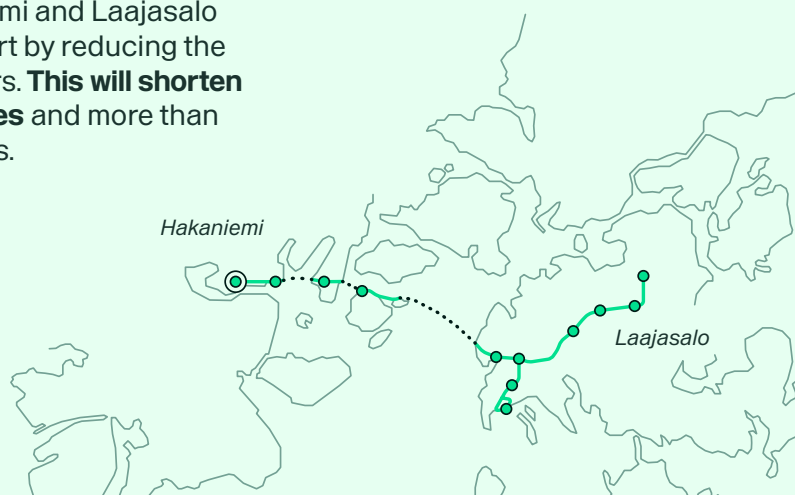 mi and Laajasalo
rt by reducing the
rs. This will shorten
es and more than
s.
Hakaniemi
Laajasalo